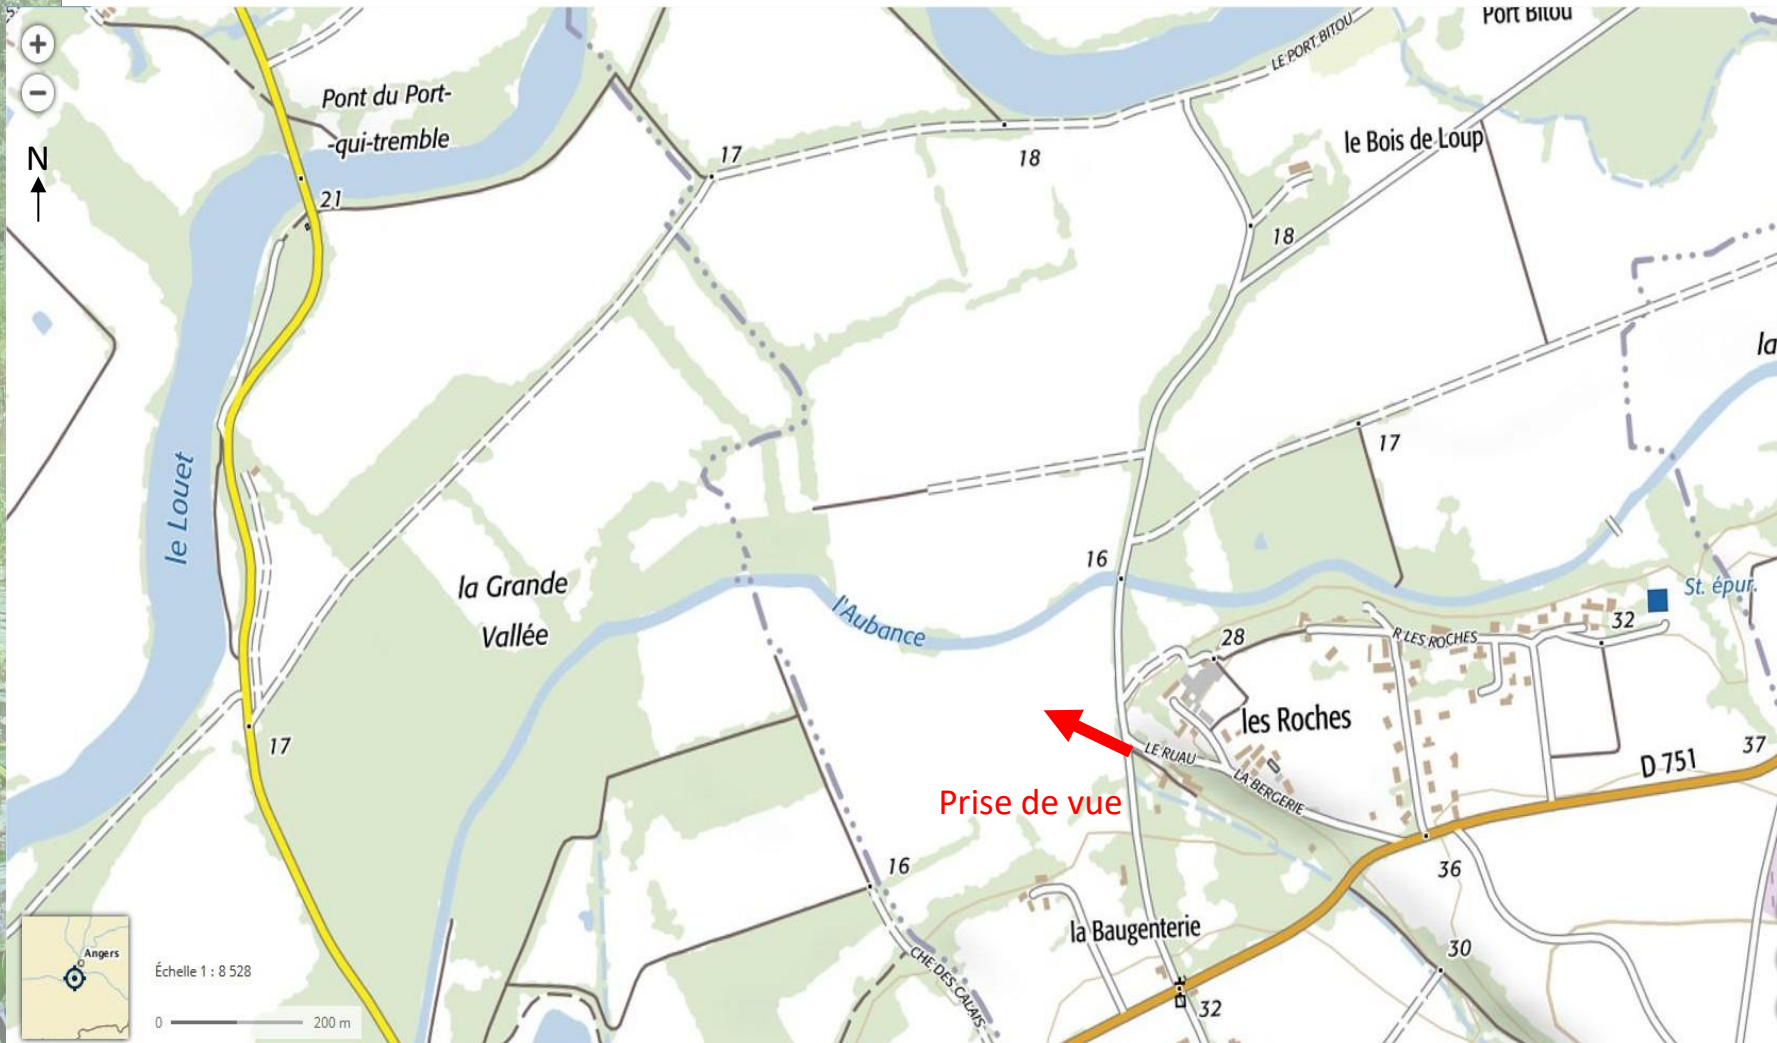 +
−
N
Pont du Port-
-qui-tremble
21
17
18
LE PORT BITOU
Port Bitou
le Bois de Loup
18
la
17
le Louet
la Grande
Vallée
l'Aubance
16
St. épur.
32
R LES ROCHES
28
les Roches
LE RUAU
LA BERGERIE
D 751
37
Prise de vue
17
16
36
la Baugenterie
30
CHE DES CALAIS
32
Angers
Échelle 1 : 8 528
0
200 m